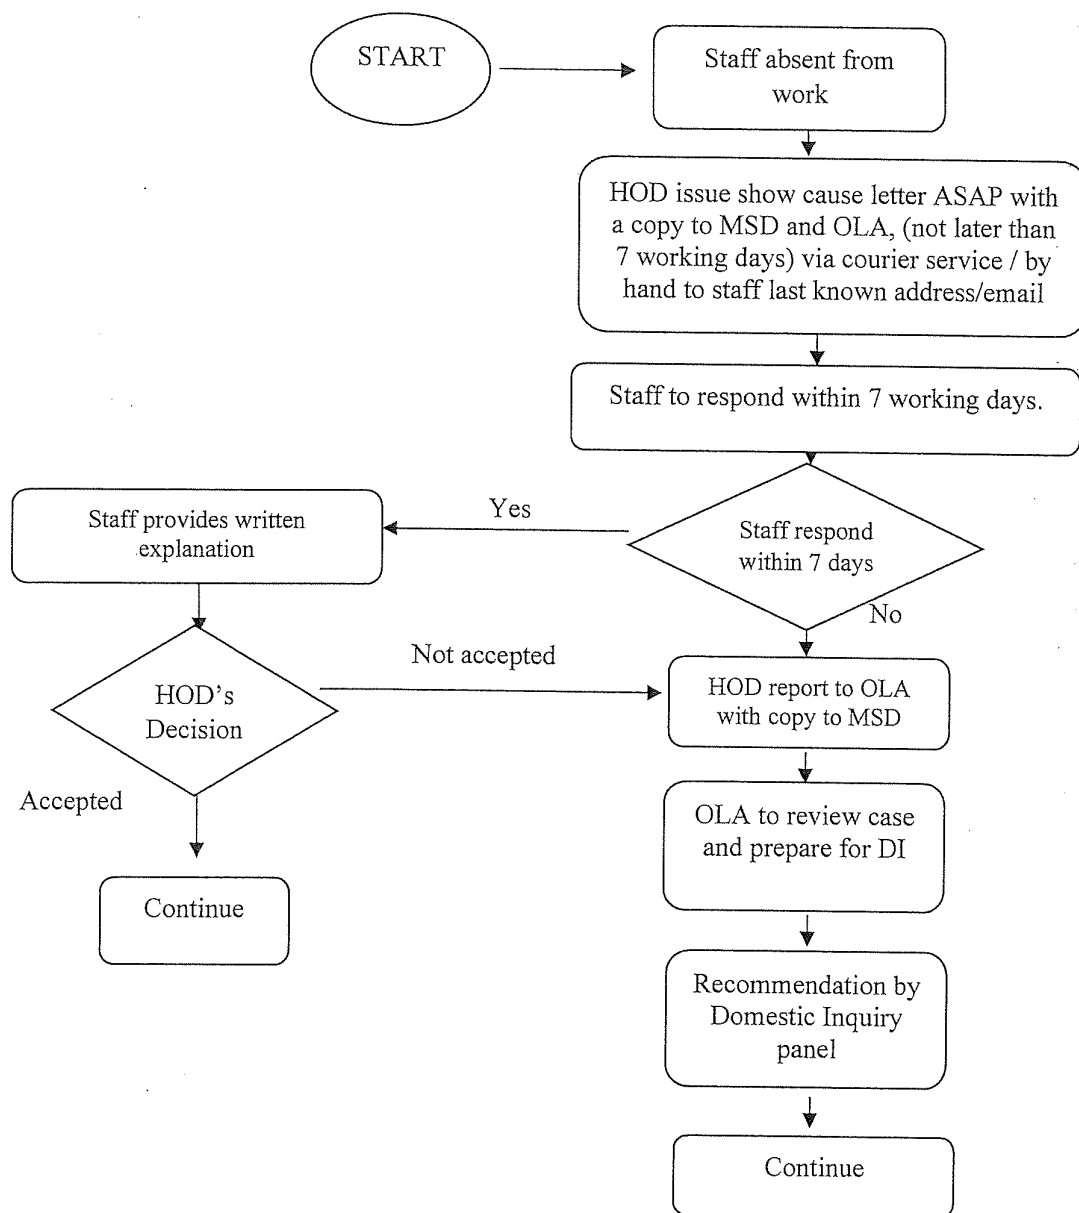 START
Staff absent from
work
HOD issue show cause letter ASAP with
a copy to MSD and OLA, (not later than
7 working days) via courier service / by
hand to staff last known address/email
Staff to respond within 7 working days.
Yes
Staff provides written
explanation
Staff respond
within 7 days
No
Not accepted
HOD's
Decision
HOD report to OLA
with copy to MSD
Accepted
OLA to review case
and prepare for DI
Continue
Recommendation by
Domestic Inquiry
panel
Continue